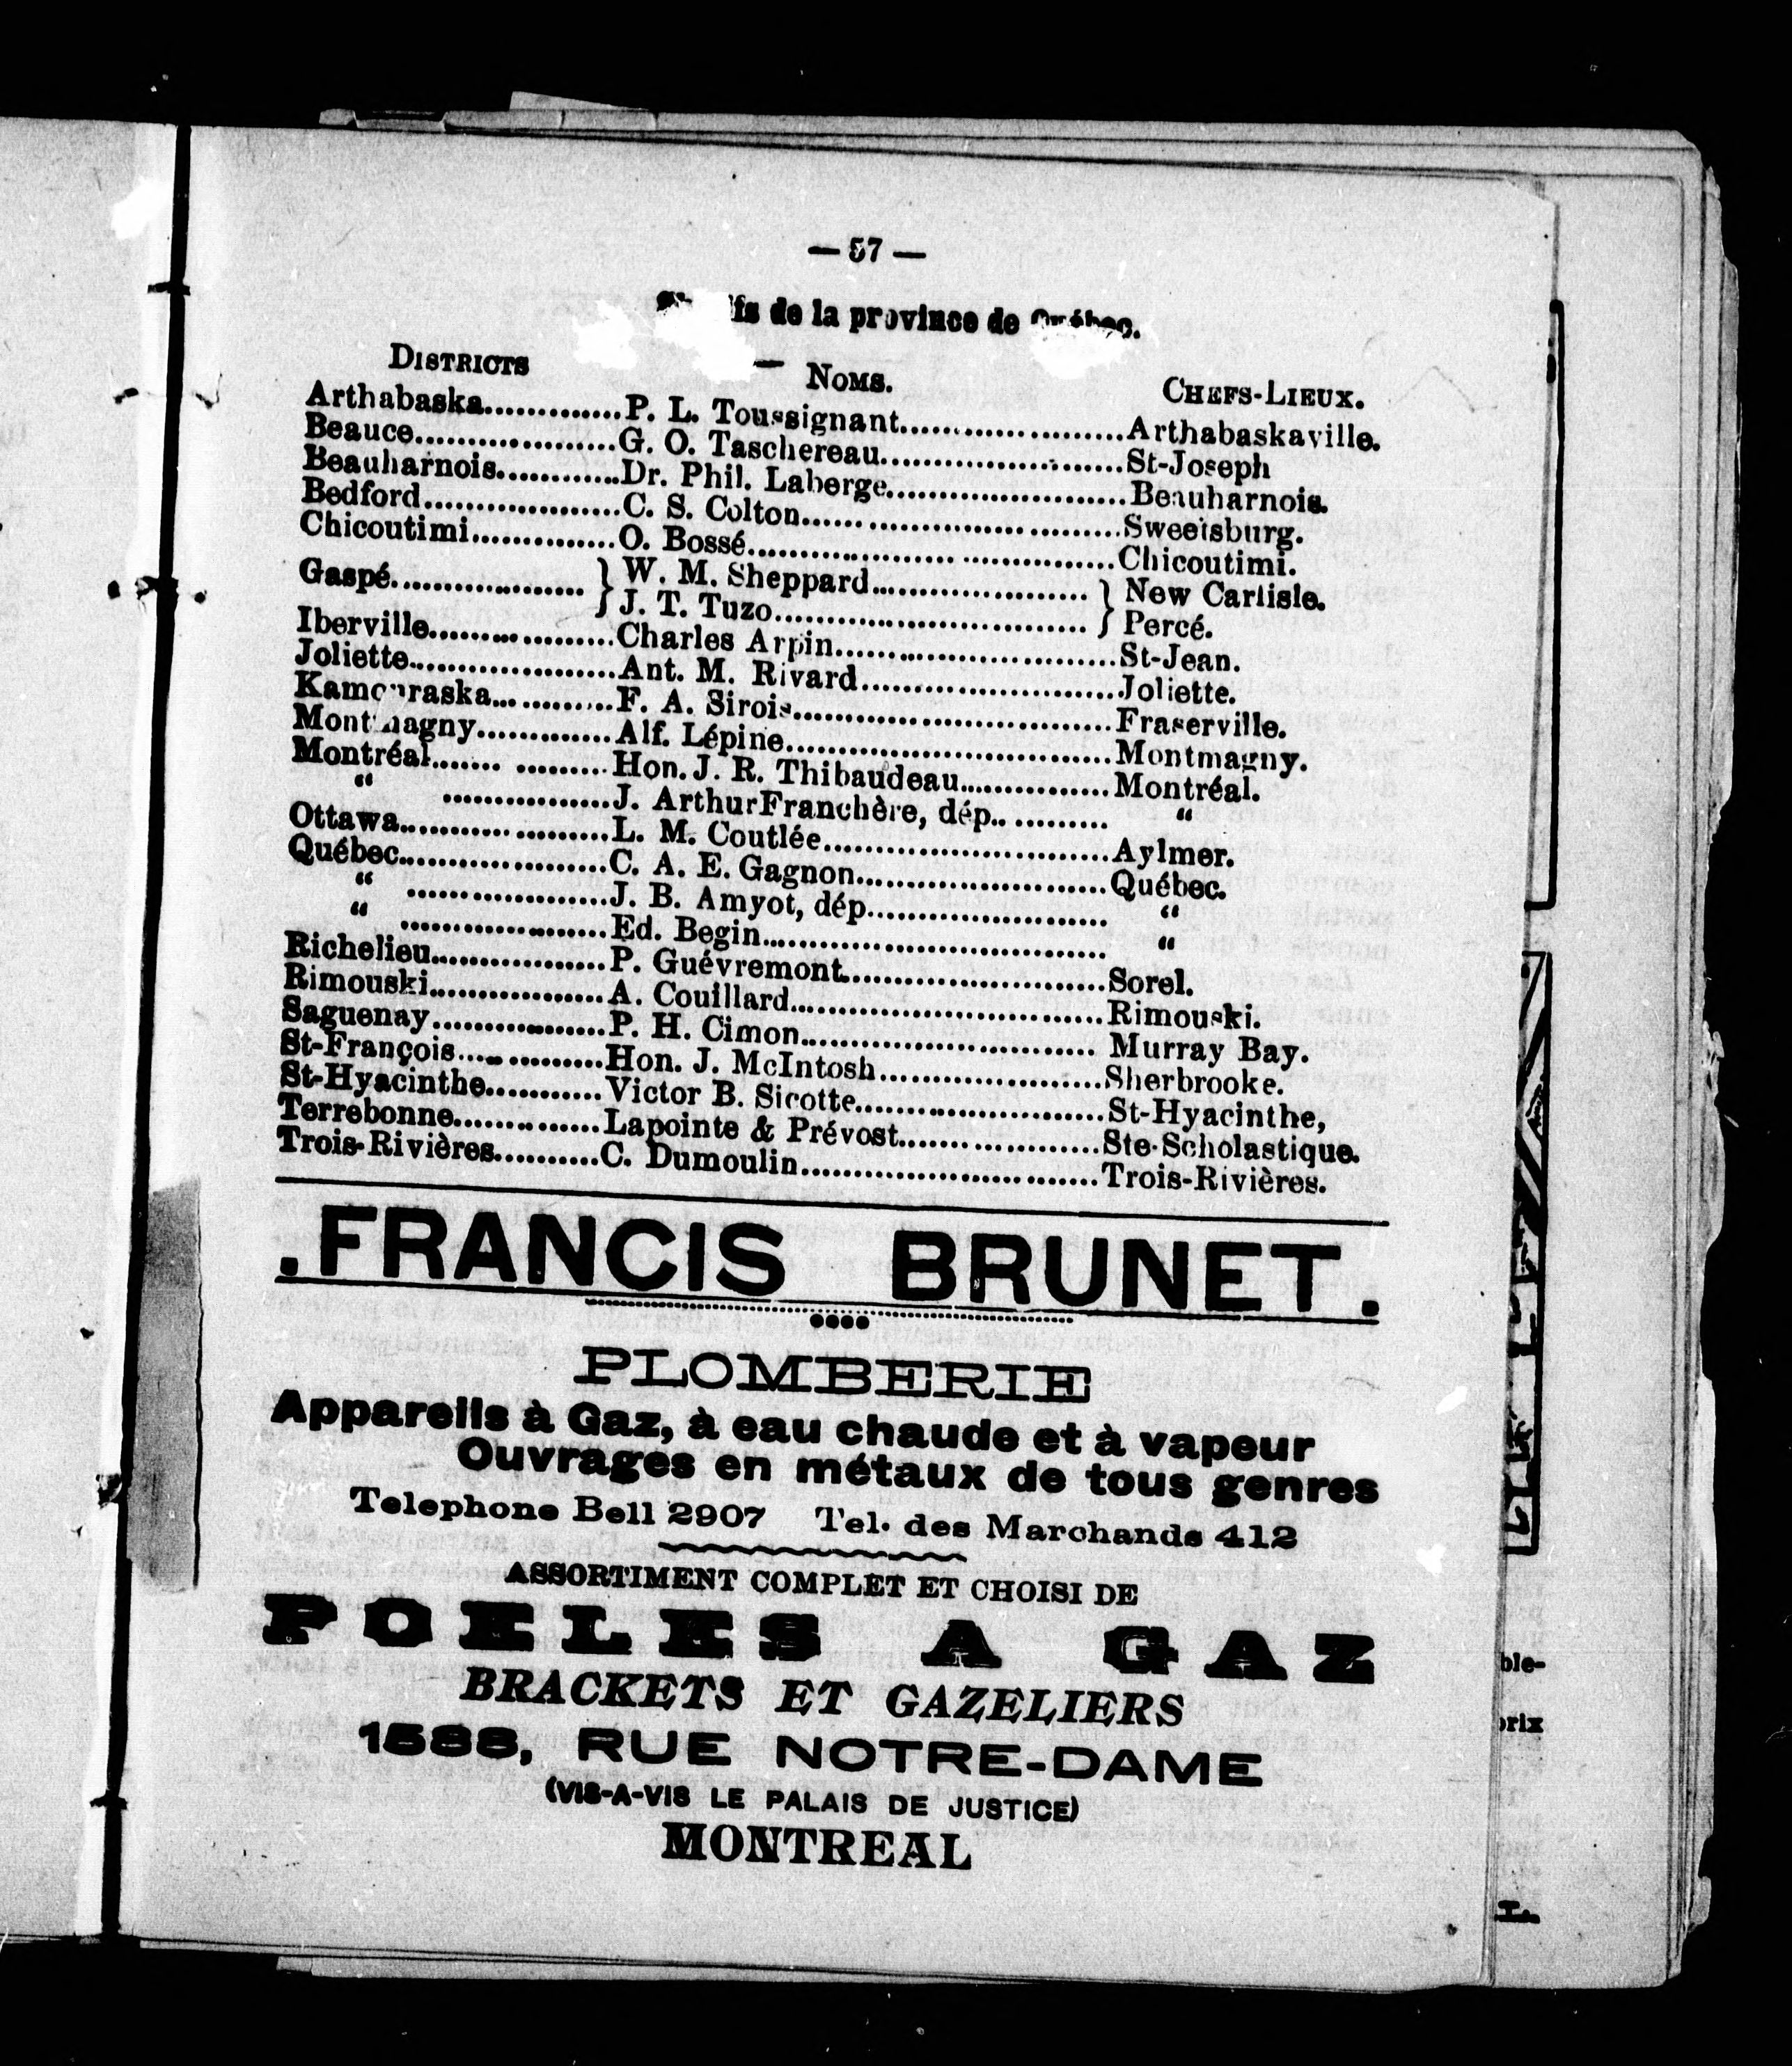 — 57 —
de la province de Québec.
DISTRICTS NOMS. CHEFS-LIEUX.
Arthabaska.............P. L. Toussignant......................Arthabaskaville.
Beauce...................G. O. Taschereau.......................St-Joseph
Beauharnois............Dr. Phil. Laberge.......................Beauharnois.
Bedford...................C. S. Colton..............................Sweetsburg.
Chicoutimi..............O. Bossé...................................Chicoutimi.
Gaspé.................. } W. M. Sheppard..................... } New Carlisle.
} J. T. Tuzo.............................. } Percé.
Iberville..................Charles Arpin...........................St-Jean.
Joliette....................Ant. M. Rivard.........................Joliette.
Kamouraska............F. A. Sirois...............................Fraserville.
Montmagny.............Alf. Lépine................................Montmagny.
Montréal....... .........Hon. J. R. Thibaudeau...............Montréal.
“ ................J. Arthur Franchère, dép........... “
Ottawa....................L. M. Coutlée............................Aylmer.
Québec....................C. A. E. Gagnon........................Québec.
“ ...................J. B. Amyot, dép....................... “
“ ...................Ed. Begin................................. “
Richelieu.................P. Guévremont..........................Sorel.
Rimouski.................A. Couillard..............................Rimouski.
Saguenay.................P. H. Cimon............................. Murray Bay.
St-François...............Hon. J. McIntosh......................Sherbrooke.
St-Hyacinthe...........Victor B. Sicotte........................St-Hyacinthe,
Terrebonne..............Lapointe & Prévost....................Ste-Scholastique.
Trois-Rivières..........C. Dumoulin.............................Trois-Rivières.
.FRANCIS BRUNET.
PLOMBERIE
Appareils à Gaz, à eau chaude et à vapeur
Ouvrages en métaux de tous genres
Telephone Bell 2907 Tel. des Marchands 412
ASSORTIMENT COMPLET ET CHOISI DE
POELES A GAZ
BRACKETS ET GAZELIERS
1588, RUE NOTRE-DAME
(VIS-A-VIS LE PALAIS DE JUSTICE)
MONTREAL
ble-
prix